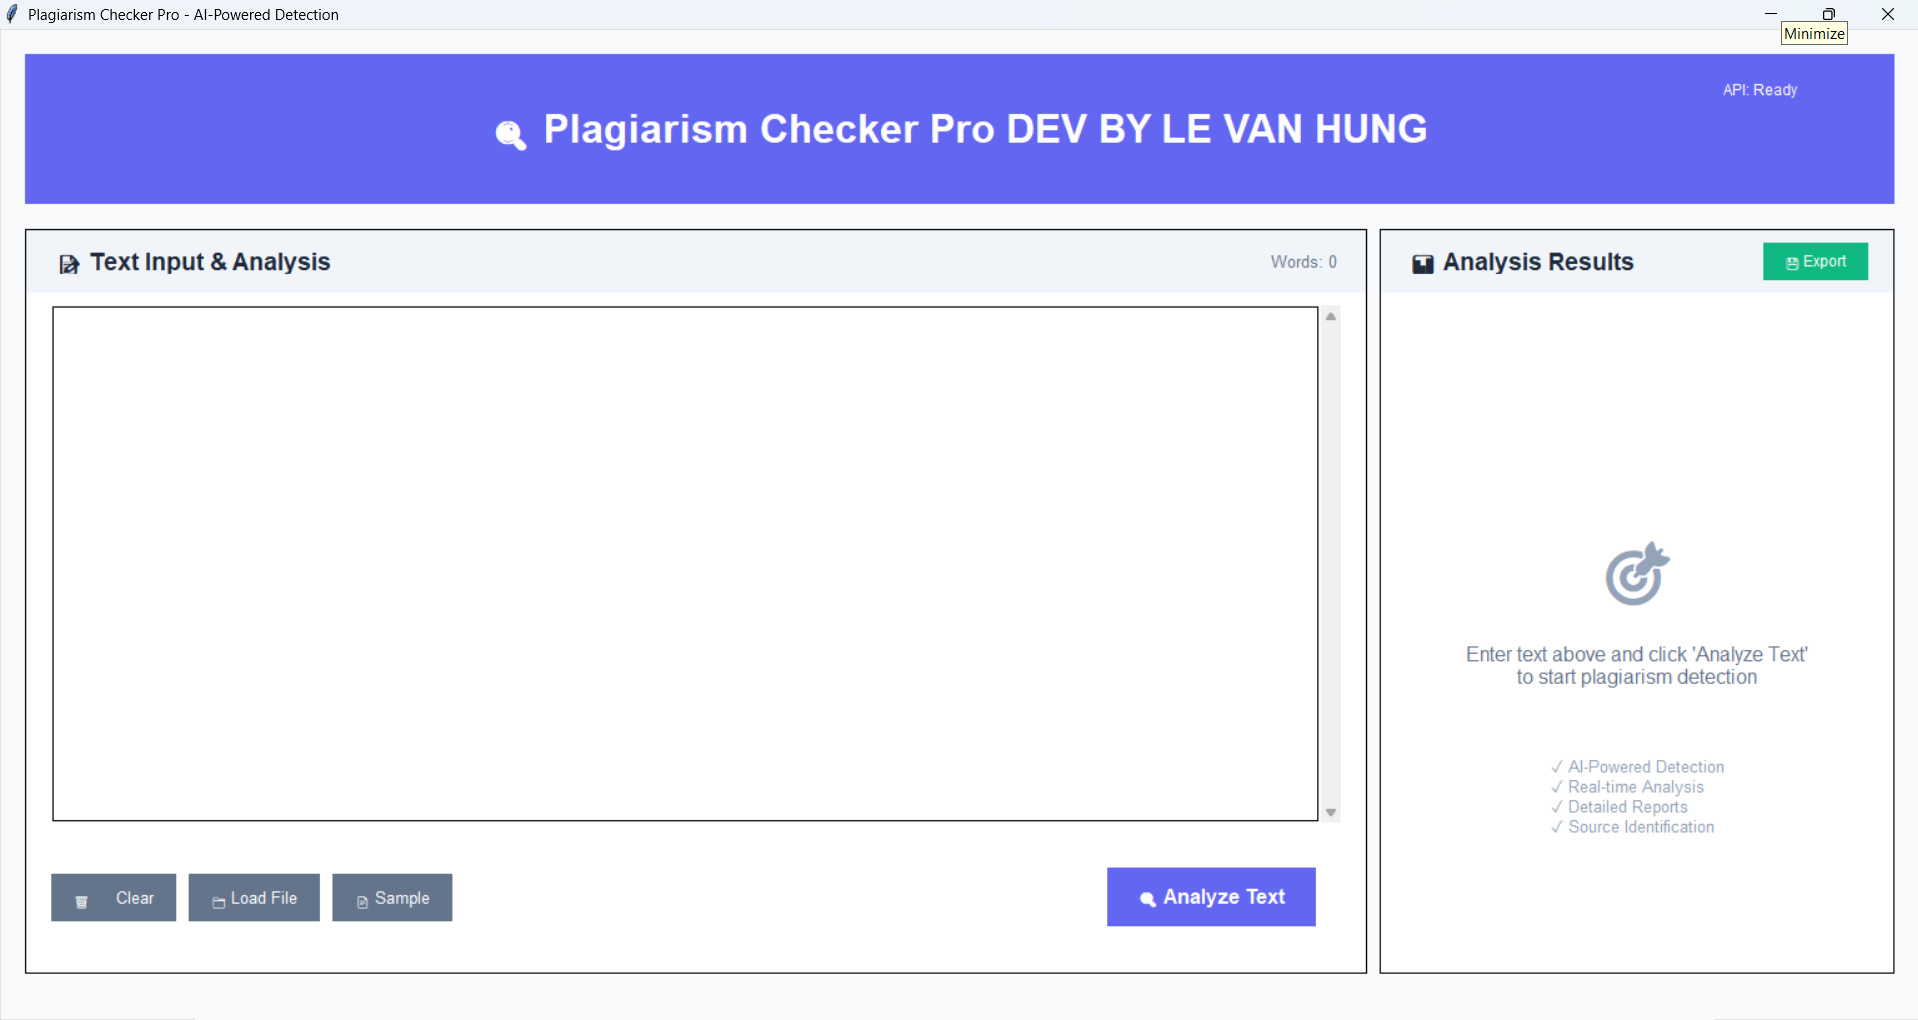 Plagiarism Checker Pro - AI-Powered Detection
Minimize
API: Ready
Plagiarism Checker Pro DEV BY LE VAN HUNG
Text Input & Analysis
Words: 0
Analysis Results
Export
Enter text above and click 'Analyze Text'
to start plagiarism detection
✓ AI-Powered Detection
✓ Real-time Analysis
✓ Detailed Reports
✓ Source Identification
Clear
Load File
Sample
Analyze Text